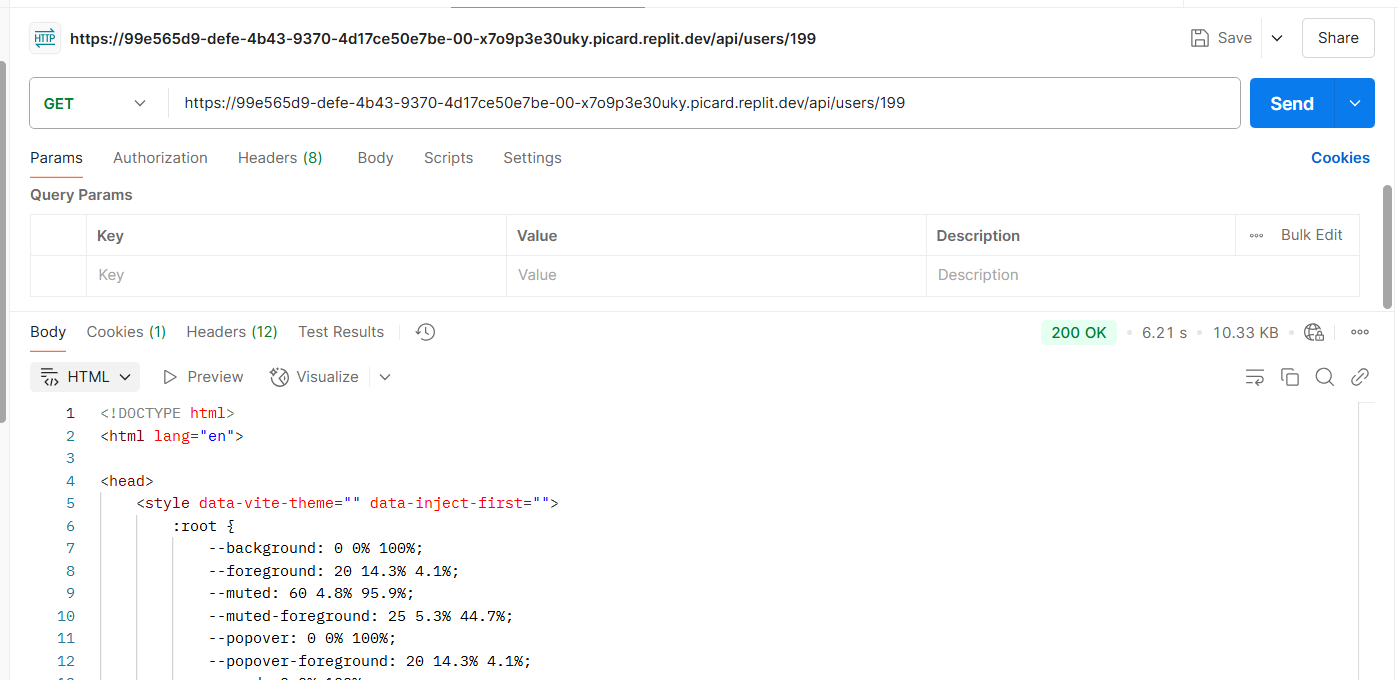 HTTP https://99e565d9-defe-4b43-9370-4d17ce50e7be-00-x7o9p3e30uky.picard.replit.dev/api/users/199 Save Share
GET https://99e565d9-defe-4b43-9370-4d17ce50e7be-00-x7o9p3e30uky.picard.replit.dev/api/users/199 Send
Params Authorization Headers (8) Body Scripts Settings Cookies
Query Params
Key Value Description Bulk Edit
Key Value Description
Body Cookies (1) Headers (12) Test Results 200 OK 6.21 s 10.33 KB
HTML Preview Visualize
1 <!DOCTYPE html>
2 <html lang="en">
3
4 <head>
5 <style data-vite-theme="" data-inject-first="">
6 :root {
7 --background: 0 0% 100%;
8 --foreground: 20 14.3% 4.1%;
9 --muted: 60 4.8% 95.9%;
10 --muted-foreground: 25 5.3% 44.7%;
11 --popover: 0 0% 100%;
12 --popover-foreground: 20 14.3% 4.1%;